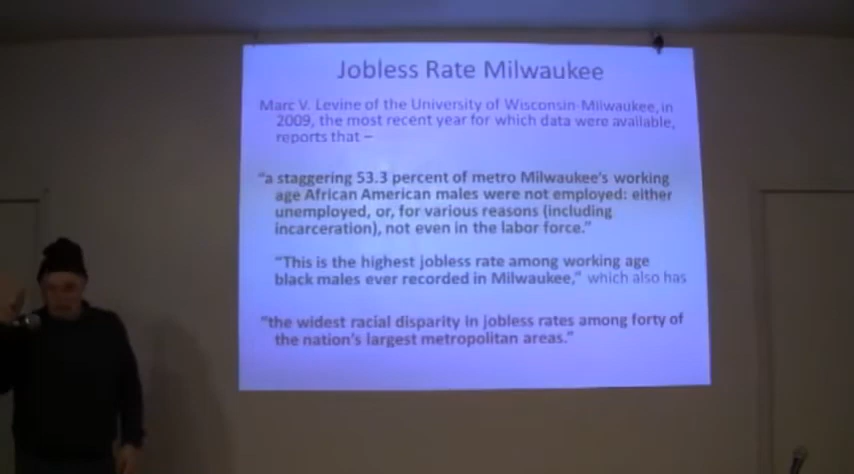 Jobless Rate Milwaukee
Marc V. Levine of the University of Wisconsin-Milwaukee, in
2009, the most recent year for which data were available,
reports that –
"a staggering 53.3 percent of metro Milwaukee's working
age African American males were not employed: either
unemployed, or, for various reasons (including
incarceration), not even in the labor force."
"This is the highest jobless rate among working age
black males ever recorded in Milwaukee," which also has
"the widest racial disparity in jobless rates among forty of
the nation's largest metropolitan areas."